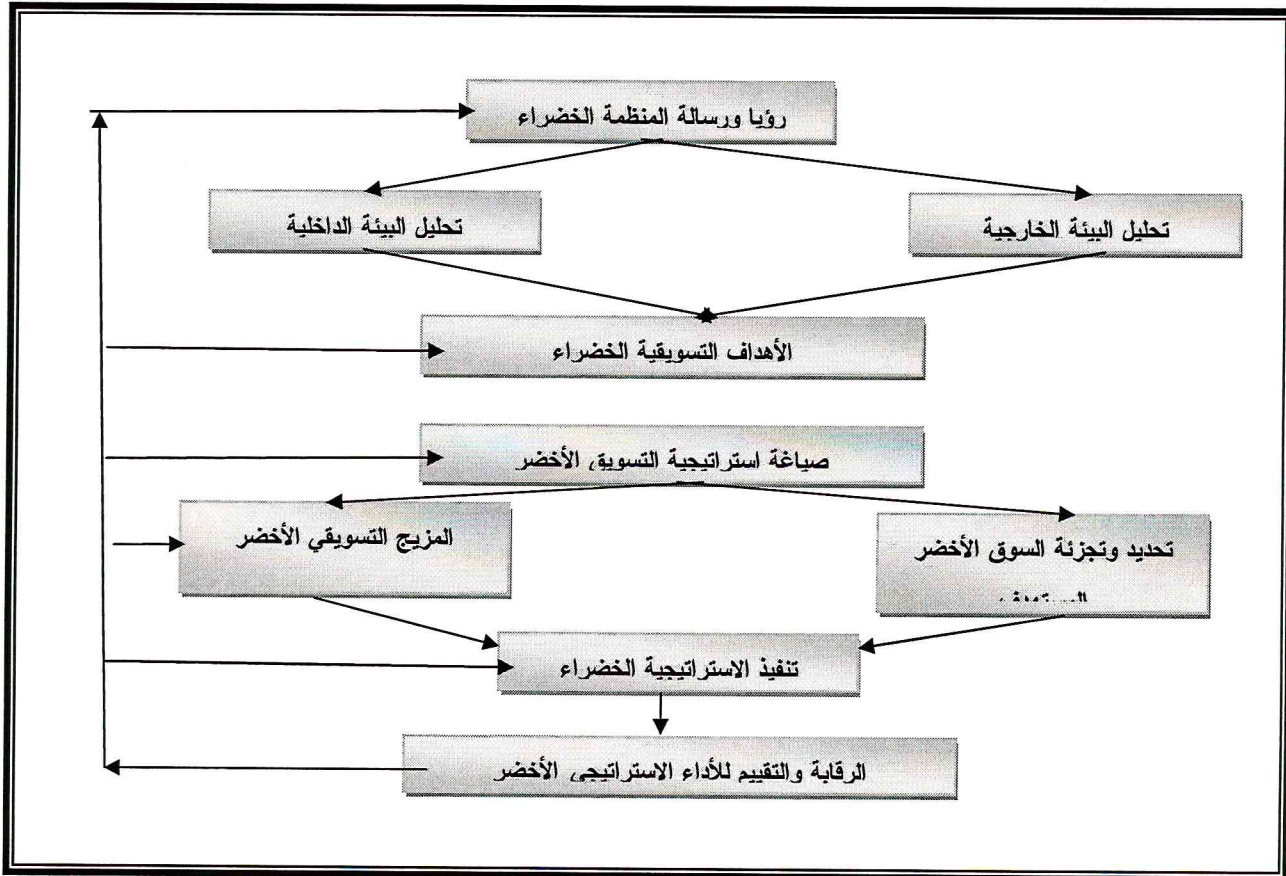 رؤيا ورسالة المنظمة الخضراء
تحليل البيئة الخارجية
تحليل البيئة الداخلية
الأهداف التسويقية الخضراء
صياغة استراتيجية التسويق الأخضر
تحديد وتجزئة السوق الأخضر
المزيج التسويقي الأخضر
تنفيذ الاستراتيجية الخضراء
الرقابة والتقييم للأداء الاستراتيجي الأخضر